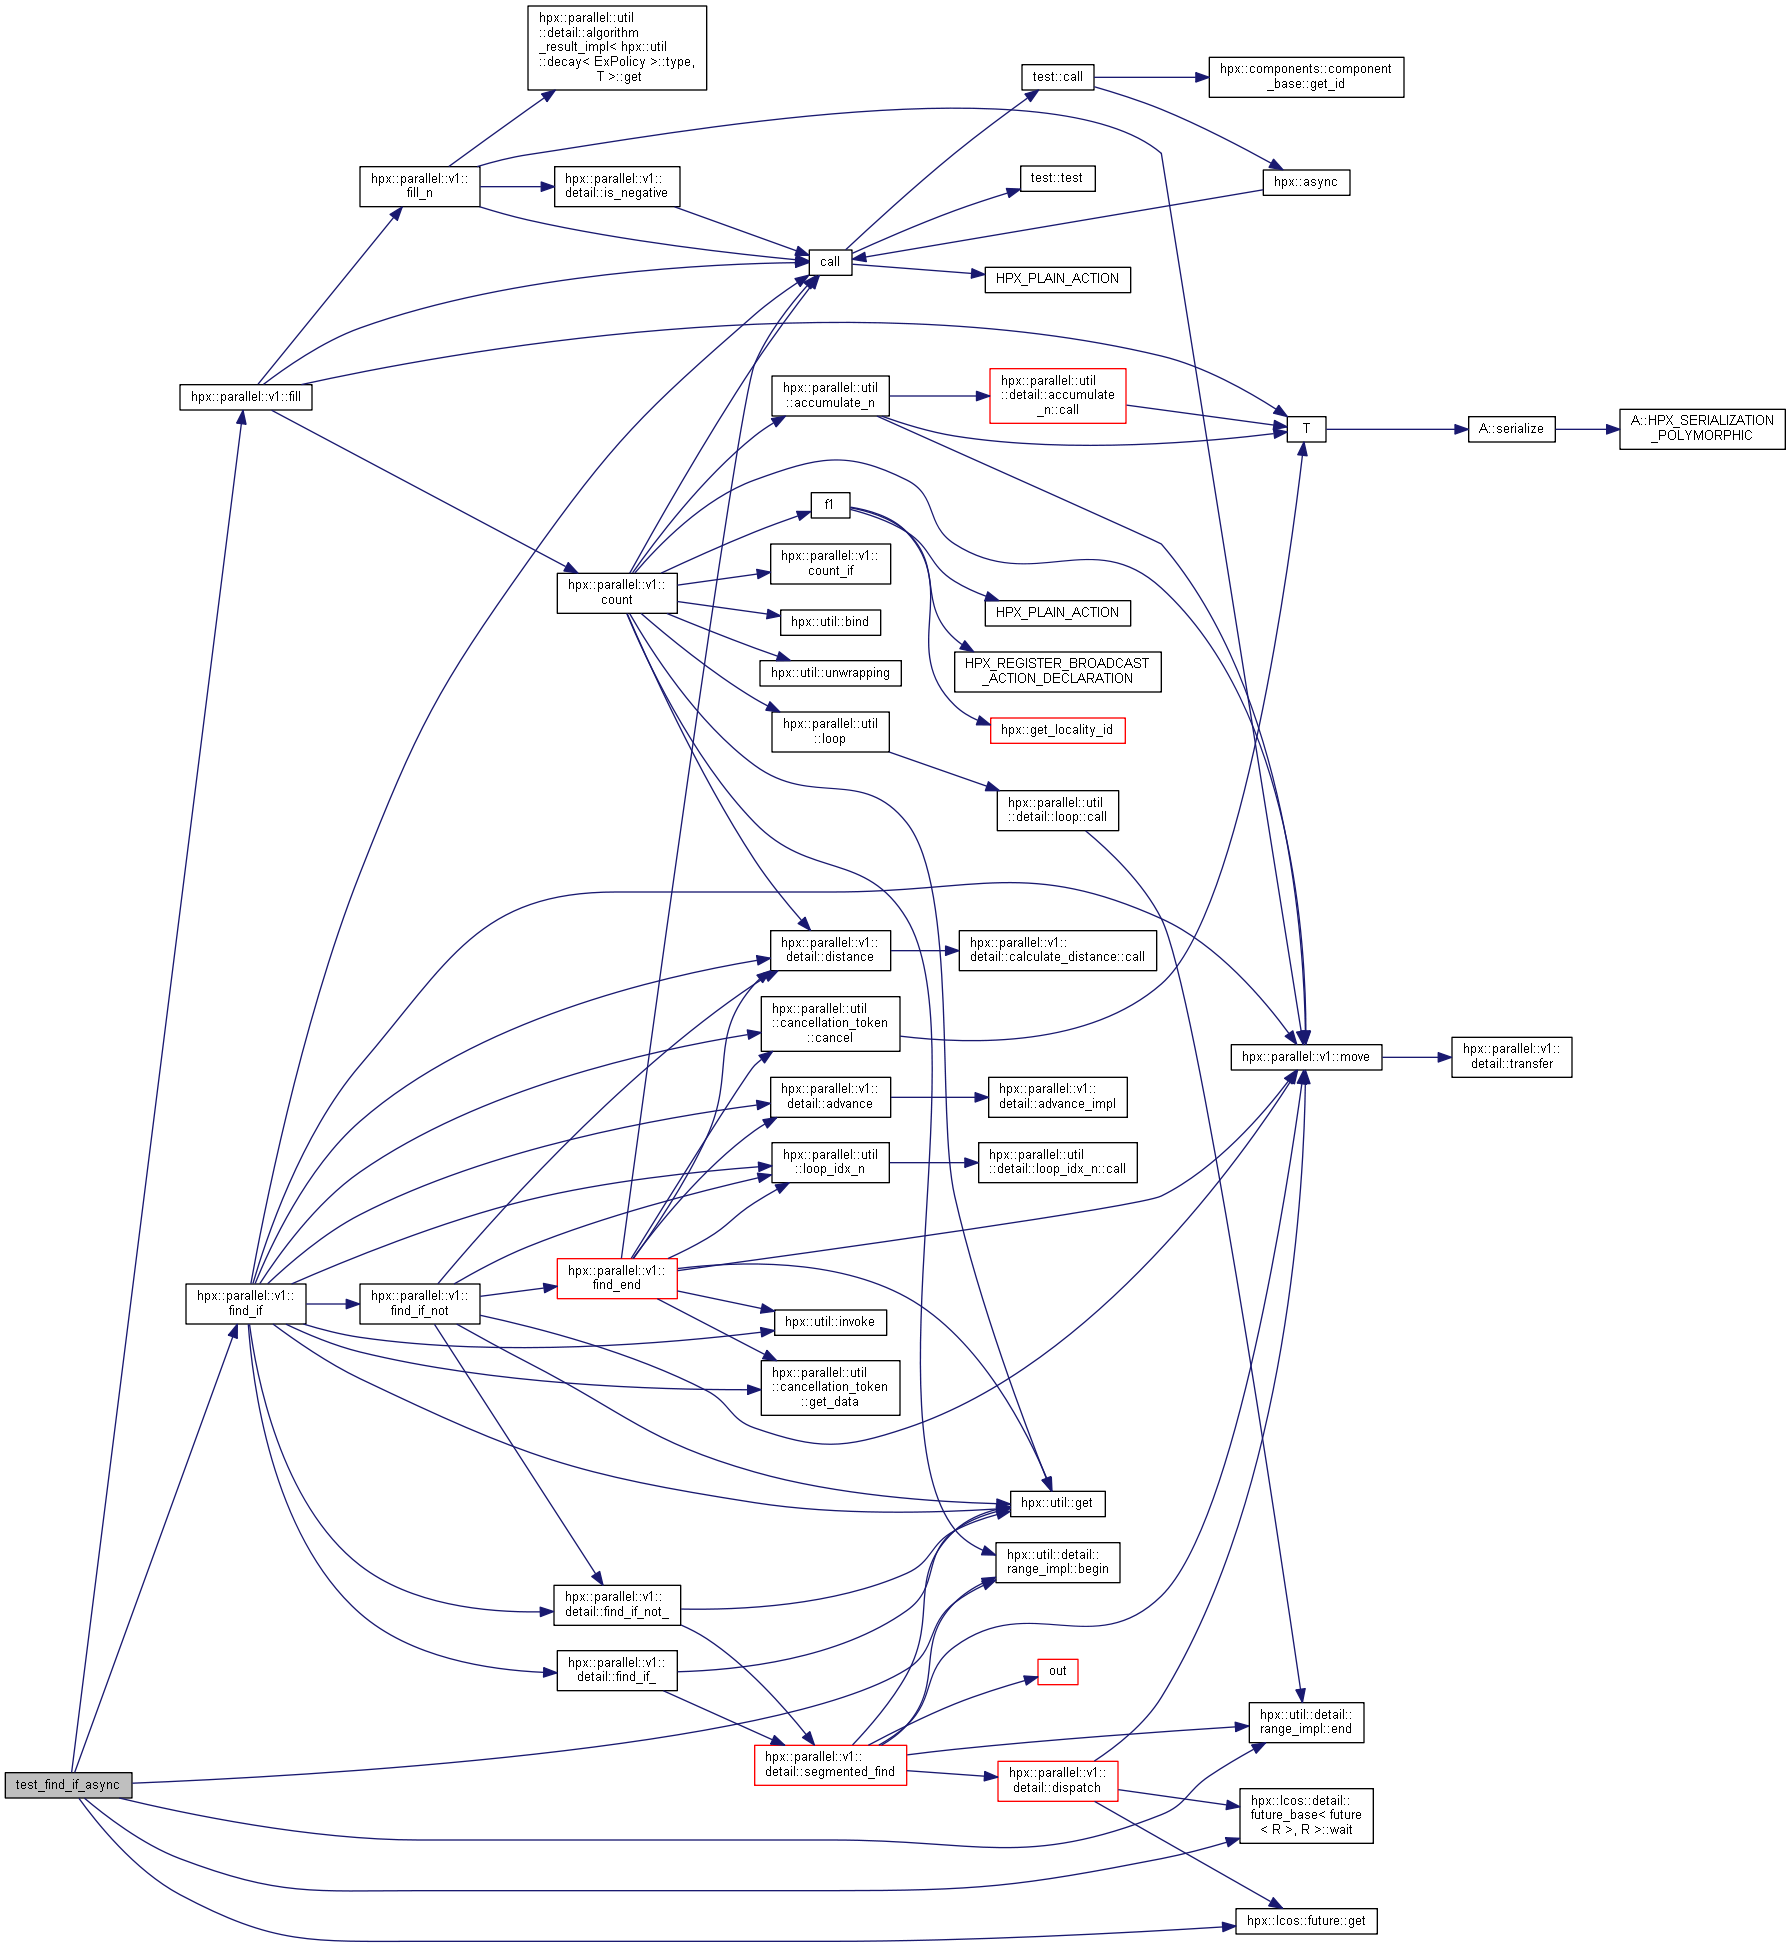 hpx::parallel::util
::detail::algorithm
_result_impl< hpx::util
::decay< ExPolicy >::type,
T >::get
test::call
hpx::components::component
_base::get_id
hpx::parallel::v1::
fill_n
hpx::parallel::v1::
detail::is_negative
test::test
hpx::async
call
HPX_PLAIN_ACTION
hpx::parallel::v1::fill
hpx::parallel::util
::accumulate_n
hpx::parallel::util
::detail::accumulate
_n::call
T
A::serialize
A::HPX_SERIALIZATION
_POLYMORPHIC
f1
hpx::parallel::v1::
count_if
hpx::parallel::v1::
count
hpx::util::bind
HPX_PLAIN_ACTION
hpx::util::unwrapping
HPX_REGISTER_BROADCAST
_ACTION_DECLARATION
hpx::parallel::util
::loop
hpx::get_locality_id
hpx::parallel::util
::detail::loop::call
hpx::parallel::v1::
detail::distance
hpx::parallel::v1::
detail::calculate_distance::call
hpx::parallel::util
::cancellation_token
::cancel
hpx::parallel::v1::move
hpx::parallel::v1::
detail::transfer
hpx::parallel::v1::
detail::advance
hpx::parallel::v1::
detail::advance_impl
hpx::parallel::util
::loop_idx_n
hpx::parallel::util
::detail::loop_idx_n::call
hpx::parallel::v1::
find_if
hpx::parallel::v1::
find_if_not
hpx::parallel::v1::
find_end
hpx::util::invoke
hpx::parallel::util
::cancellation_token
::get_data
hpx::util::get
hpx::util::detail::
range_impl::begin
hpx::parallel::v1::
detail::find_if_not_
hpx::parallel::v1::
detail::find_if_
out
hpx::util::detail::
range_impl::end
test_find_if_async
hpx::parallel::v1::
detail::segmented_find
hpx::parallel::v1::
detail::dispatch
hpx::lcos::detail::
future_base< future
< R >, R >::wait
hpx::lcos::future::get